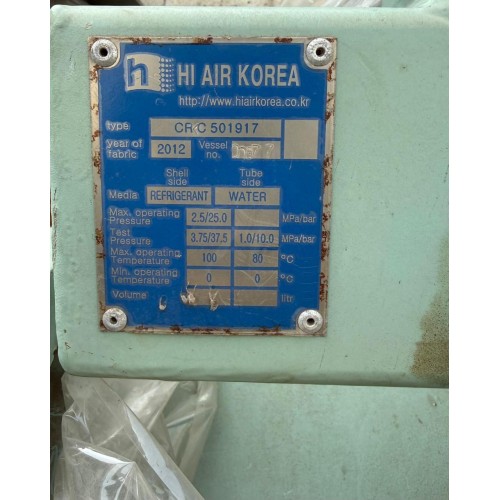 h HI AIR KOREA
http://www.hiairkorea.co.kr
type CRC 501917
year of fabric 2012 Vessel no.
Shell side Tube side
Media REFRIGERANT WATER
Max. operating Pressure 2.5/25.0 MPa/bar
Test Pressure 3.75/37.5 1.0/10.0 MPa/bar
Max. operating Temperature 100 80 °C
Min. operating Temperature 0 0 °C
Volume litr